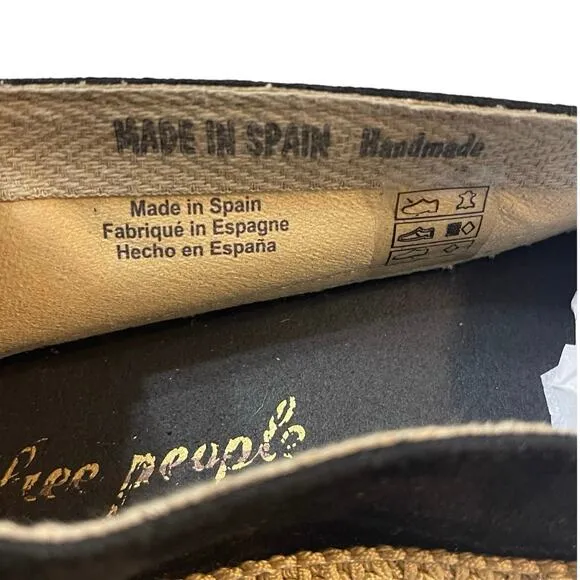 MADE IN SPAIN Handmade
Made in Spain
Fabriqué in Espagne
Hecho en España
free people